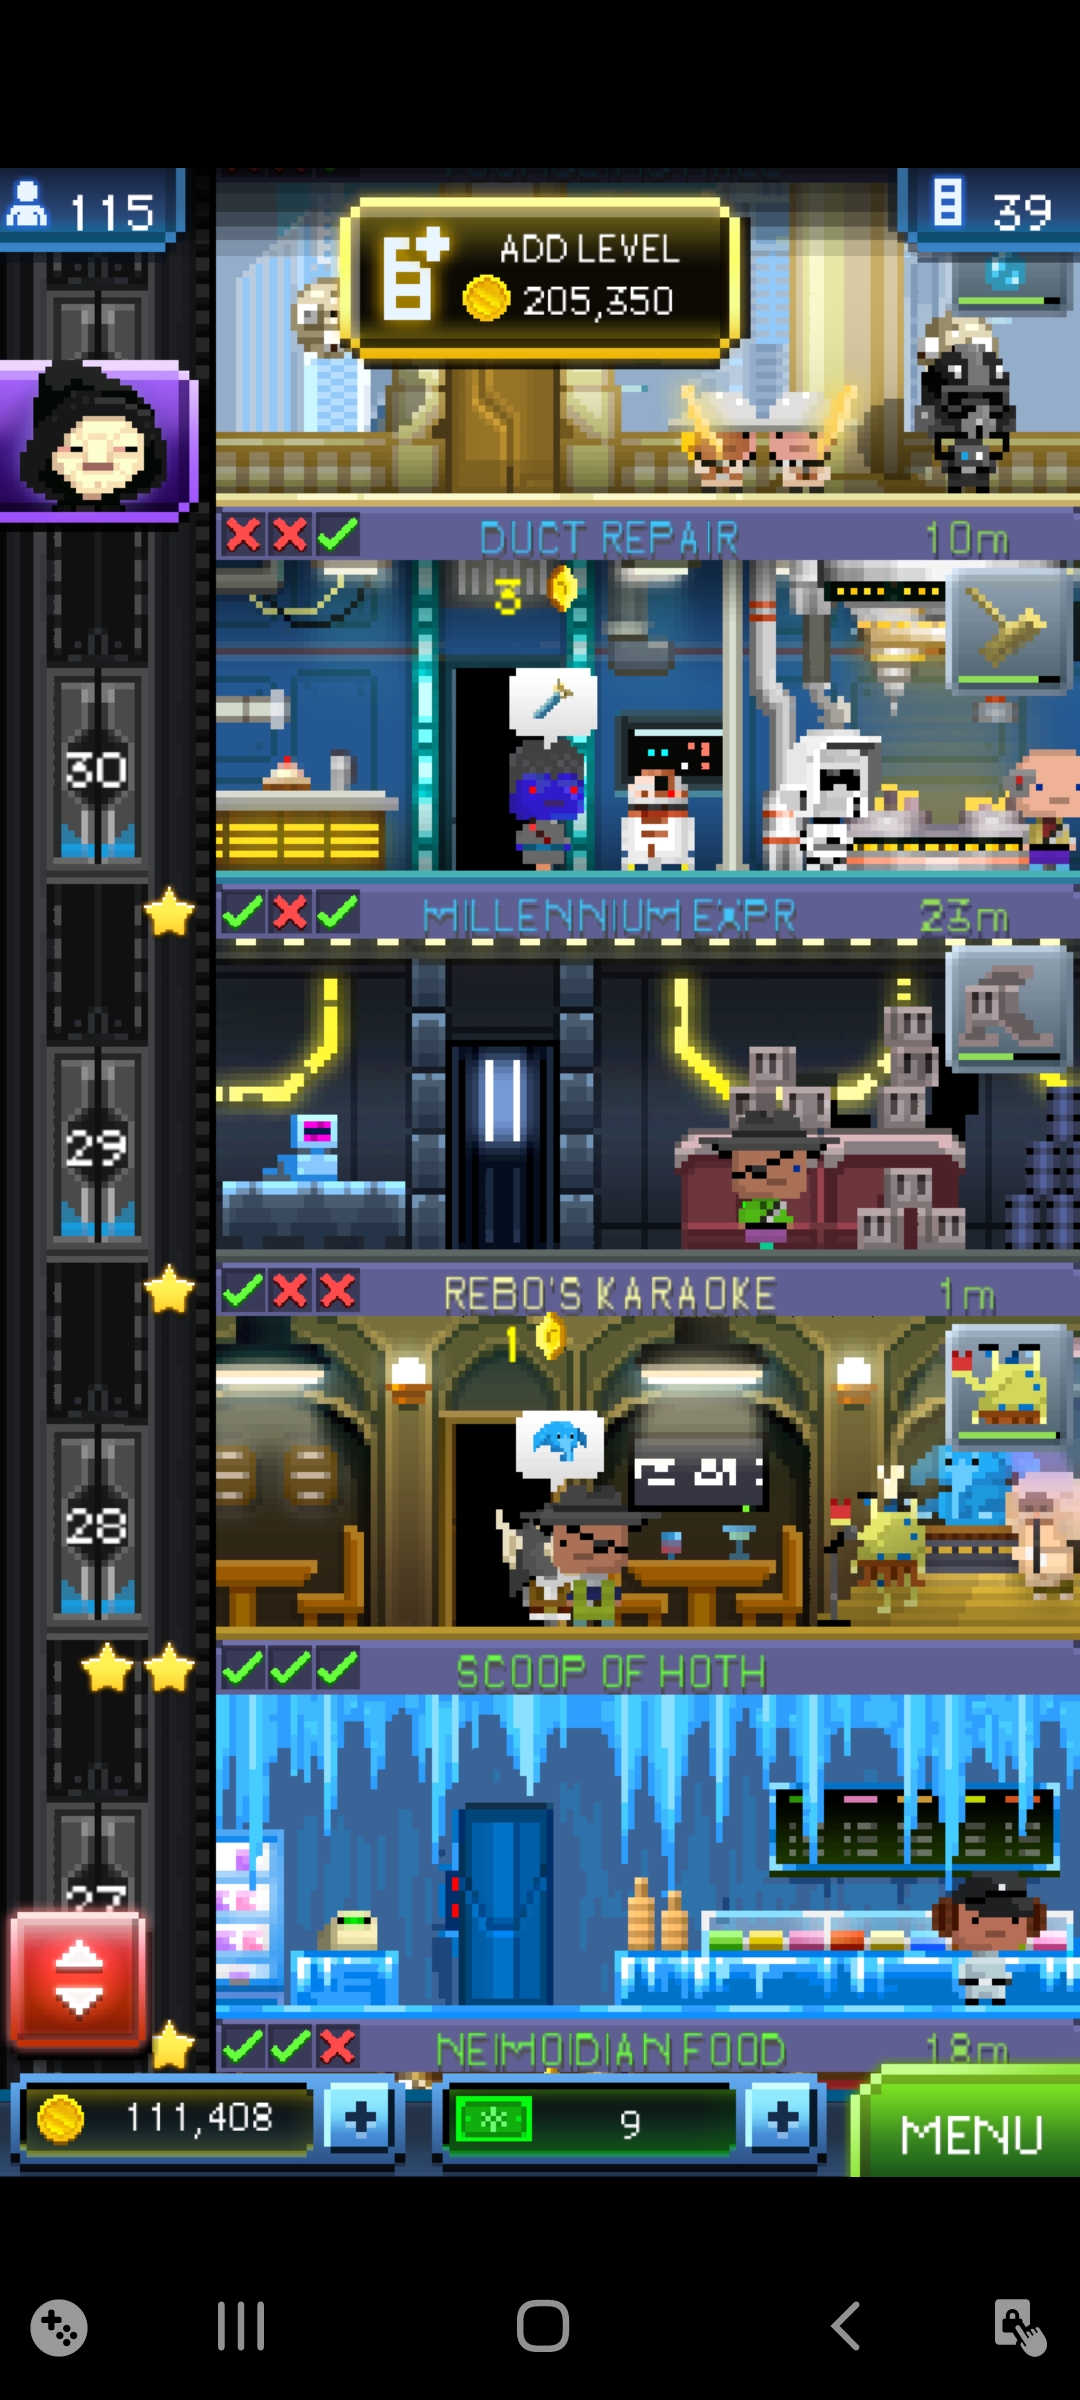 115
39
ADD LEVEL
205,350
DUCT REPAIR 10m
3
30
MILLENNIUM EXPR 23m
29
REBO'S KARAOKE 1m
1
28
SCOOP OF HOTH
27
NEIMOIDIAN FOOD 18m
111,408
9
MENU